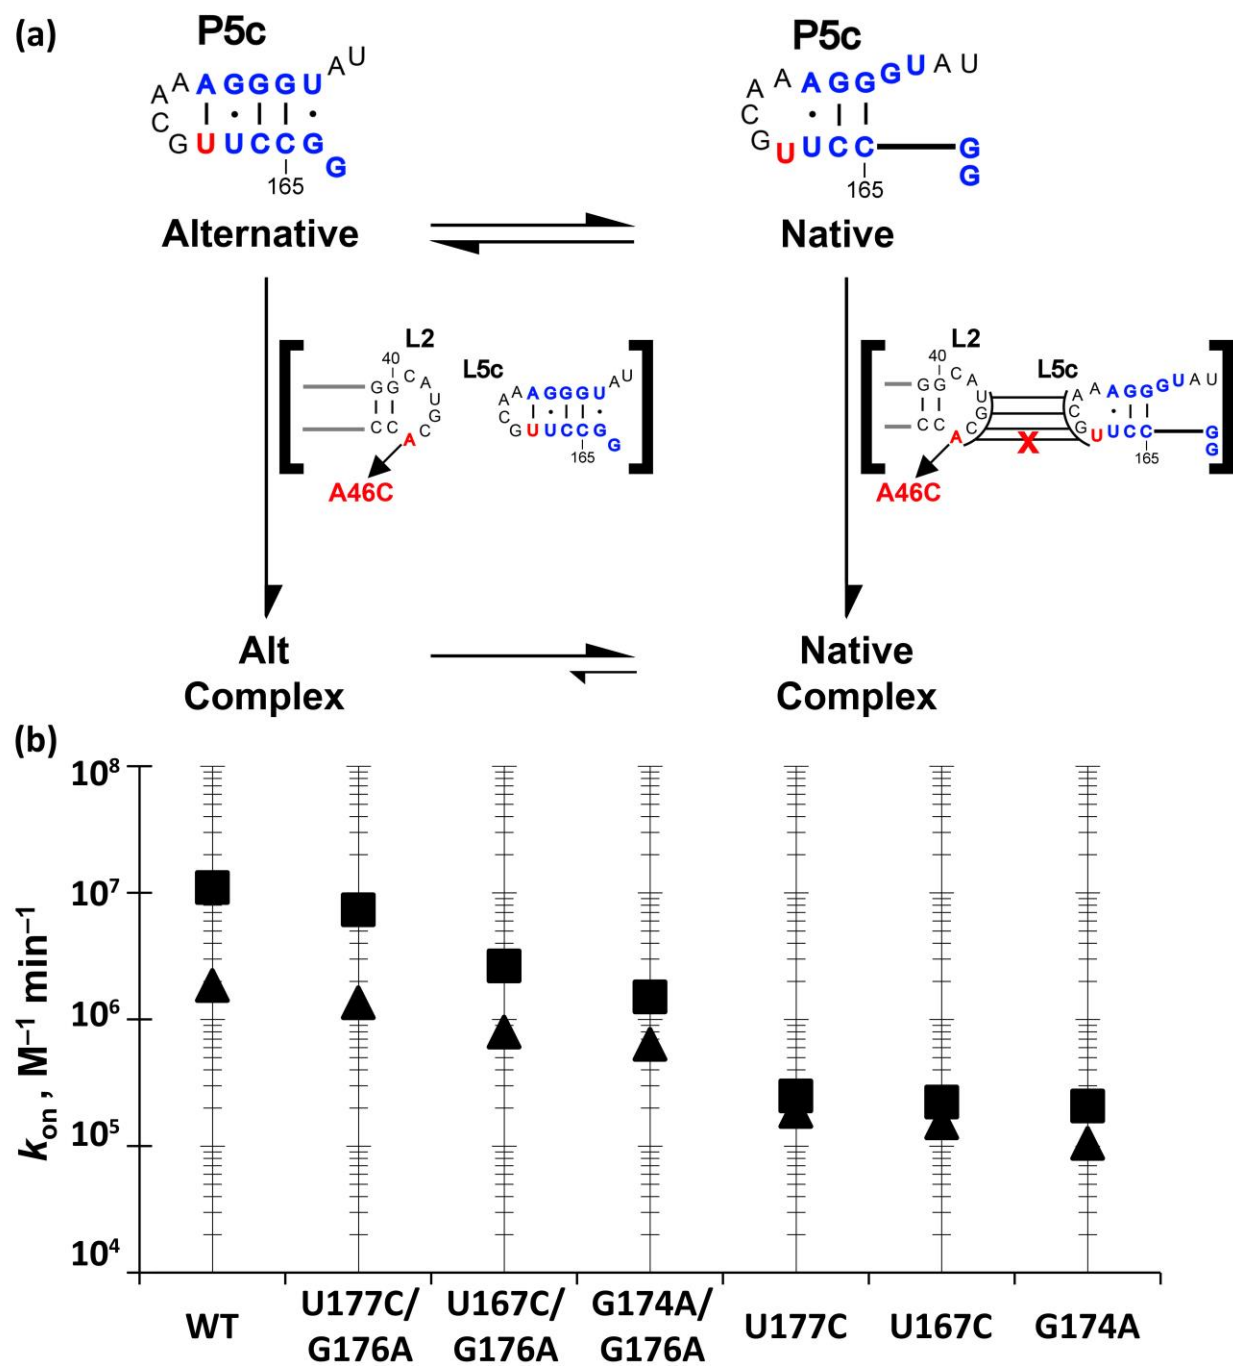 (a)
P5c
A A A G G G U A U
A
C
G U U C C G G
165
Alternative
P5c
A A A G G G U A U
A
C
G U U C C G
G
165
Native
L2
40
G G C A U G C A
C C
A46C
L5c
A A A G G G U A U
C
G U U C C G G
165
L2
40
G G C A U G C A
C C
X
A46C
L5c
A A A G G G U A U
C
G U U C C G
G
165
Alt
Complex
Native
Complex
(b)
kon , M–1 min–1
10⁸
10⁷
10⁶
10⁵
10⁴
WT
U177C/
G176A
U167C/
G176A
G174A/
G176A
U177C
U167C
G174A